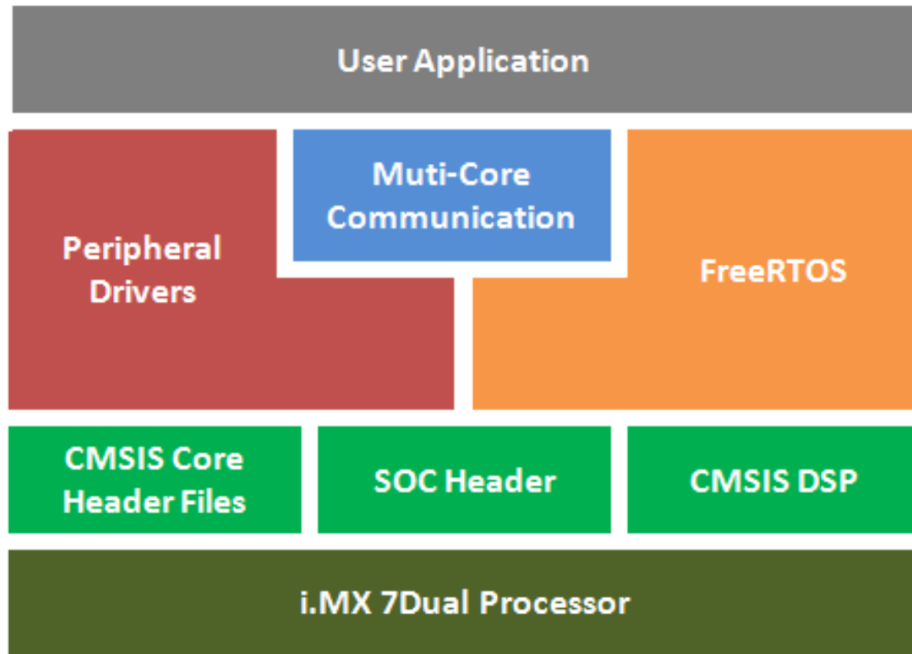 User Application
Muti-Core
Communication
Peripheral
Drivers
FreeRTOS
CMSIS Core
Header Files
SOC Header
CMSIS DSP
i.MX 7Dual Processor